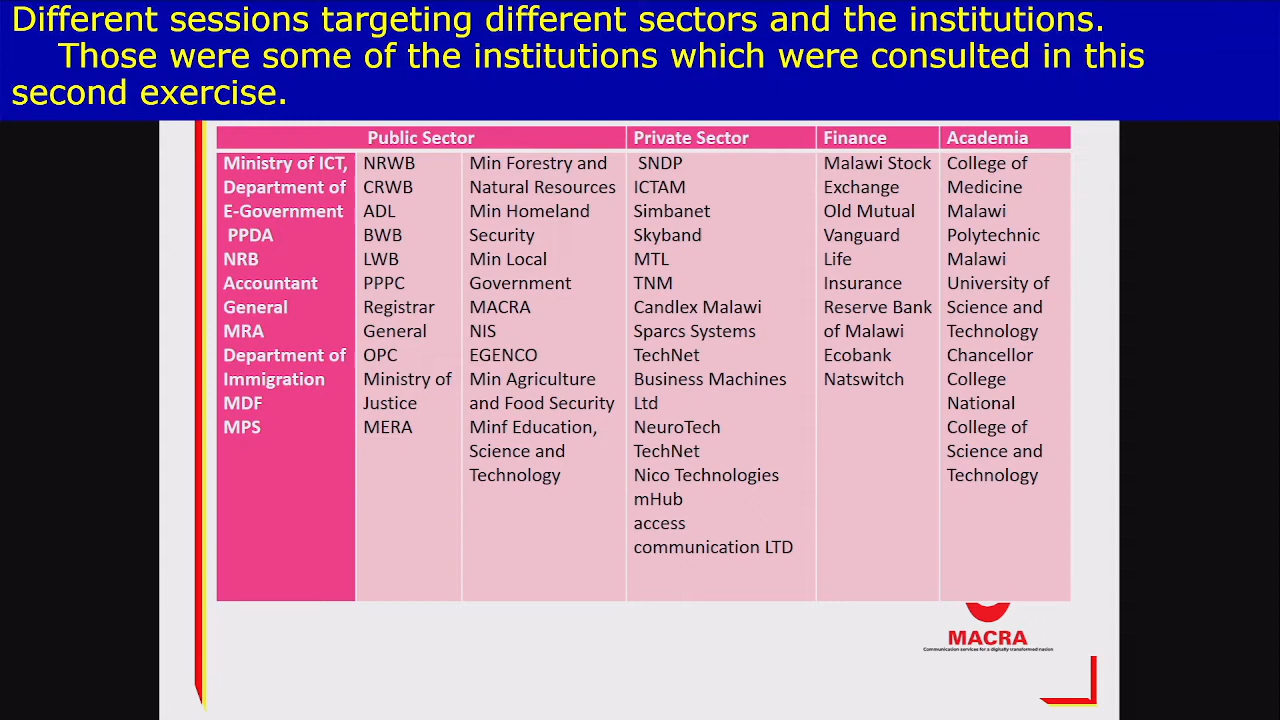 Different sessions targeting different sectors and the institutions.
Those were some of the institutions which were consulted in this
second exercise.
Public Sector
Private Sector
Finance
Academia
Ministry of ICT,
Department of
E-Government
PPDA
NRB
Accountant
General
MRA
Department of
Immigration
MDF
MPS
NRWB
CRWB
ADL
BWB
LWB
PPPC
Registrar
General
OPC
Ministry of
Justice
MERA
Min Forestry and
Natural Resources
Min Homeland
Security
Min Local
Government
MACRA
NIS
EGENCO
Min Agriculture
and Food Security
Minf Education,
Science and
Technology
SNDP
ICTAM
Simbanet
Skyband
MTL
TNM
Candlex Malawi
Sparcs Systems
TechNet
Business Machines
Ltd
NeuroTech
TechNet
Nico Technologies
mHub
access
communication LTD
Malawi Stock
Exchange
Old Mutual
Vanguard
Life
Insurance
Reserve Bank
of Malawi
Ecobank
Natswitch
College of
Medicine
Malawi
Polytechnic
Malawi
University of
Science and
Technology
Chancellor
College
National
College of
Science and
Technology
MACRA
Communication services for a digitally transformed nation